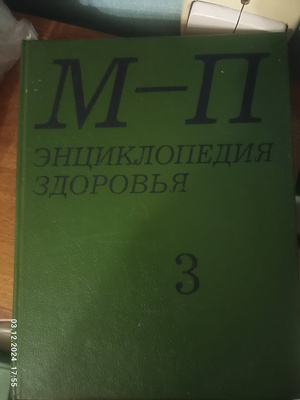 М–П
ЭНЦИКЛОПЕДИЯ
ЗДОРОВЬЯ
3
03.12.2024 17:55